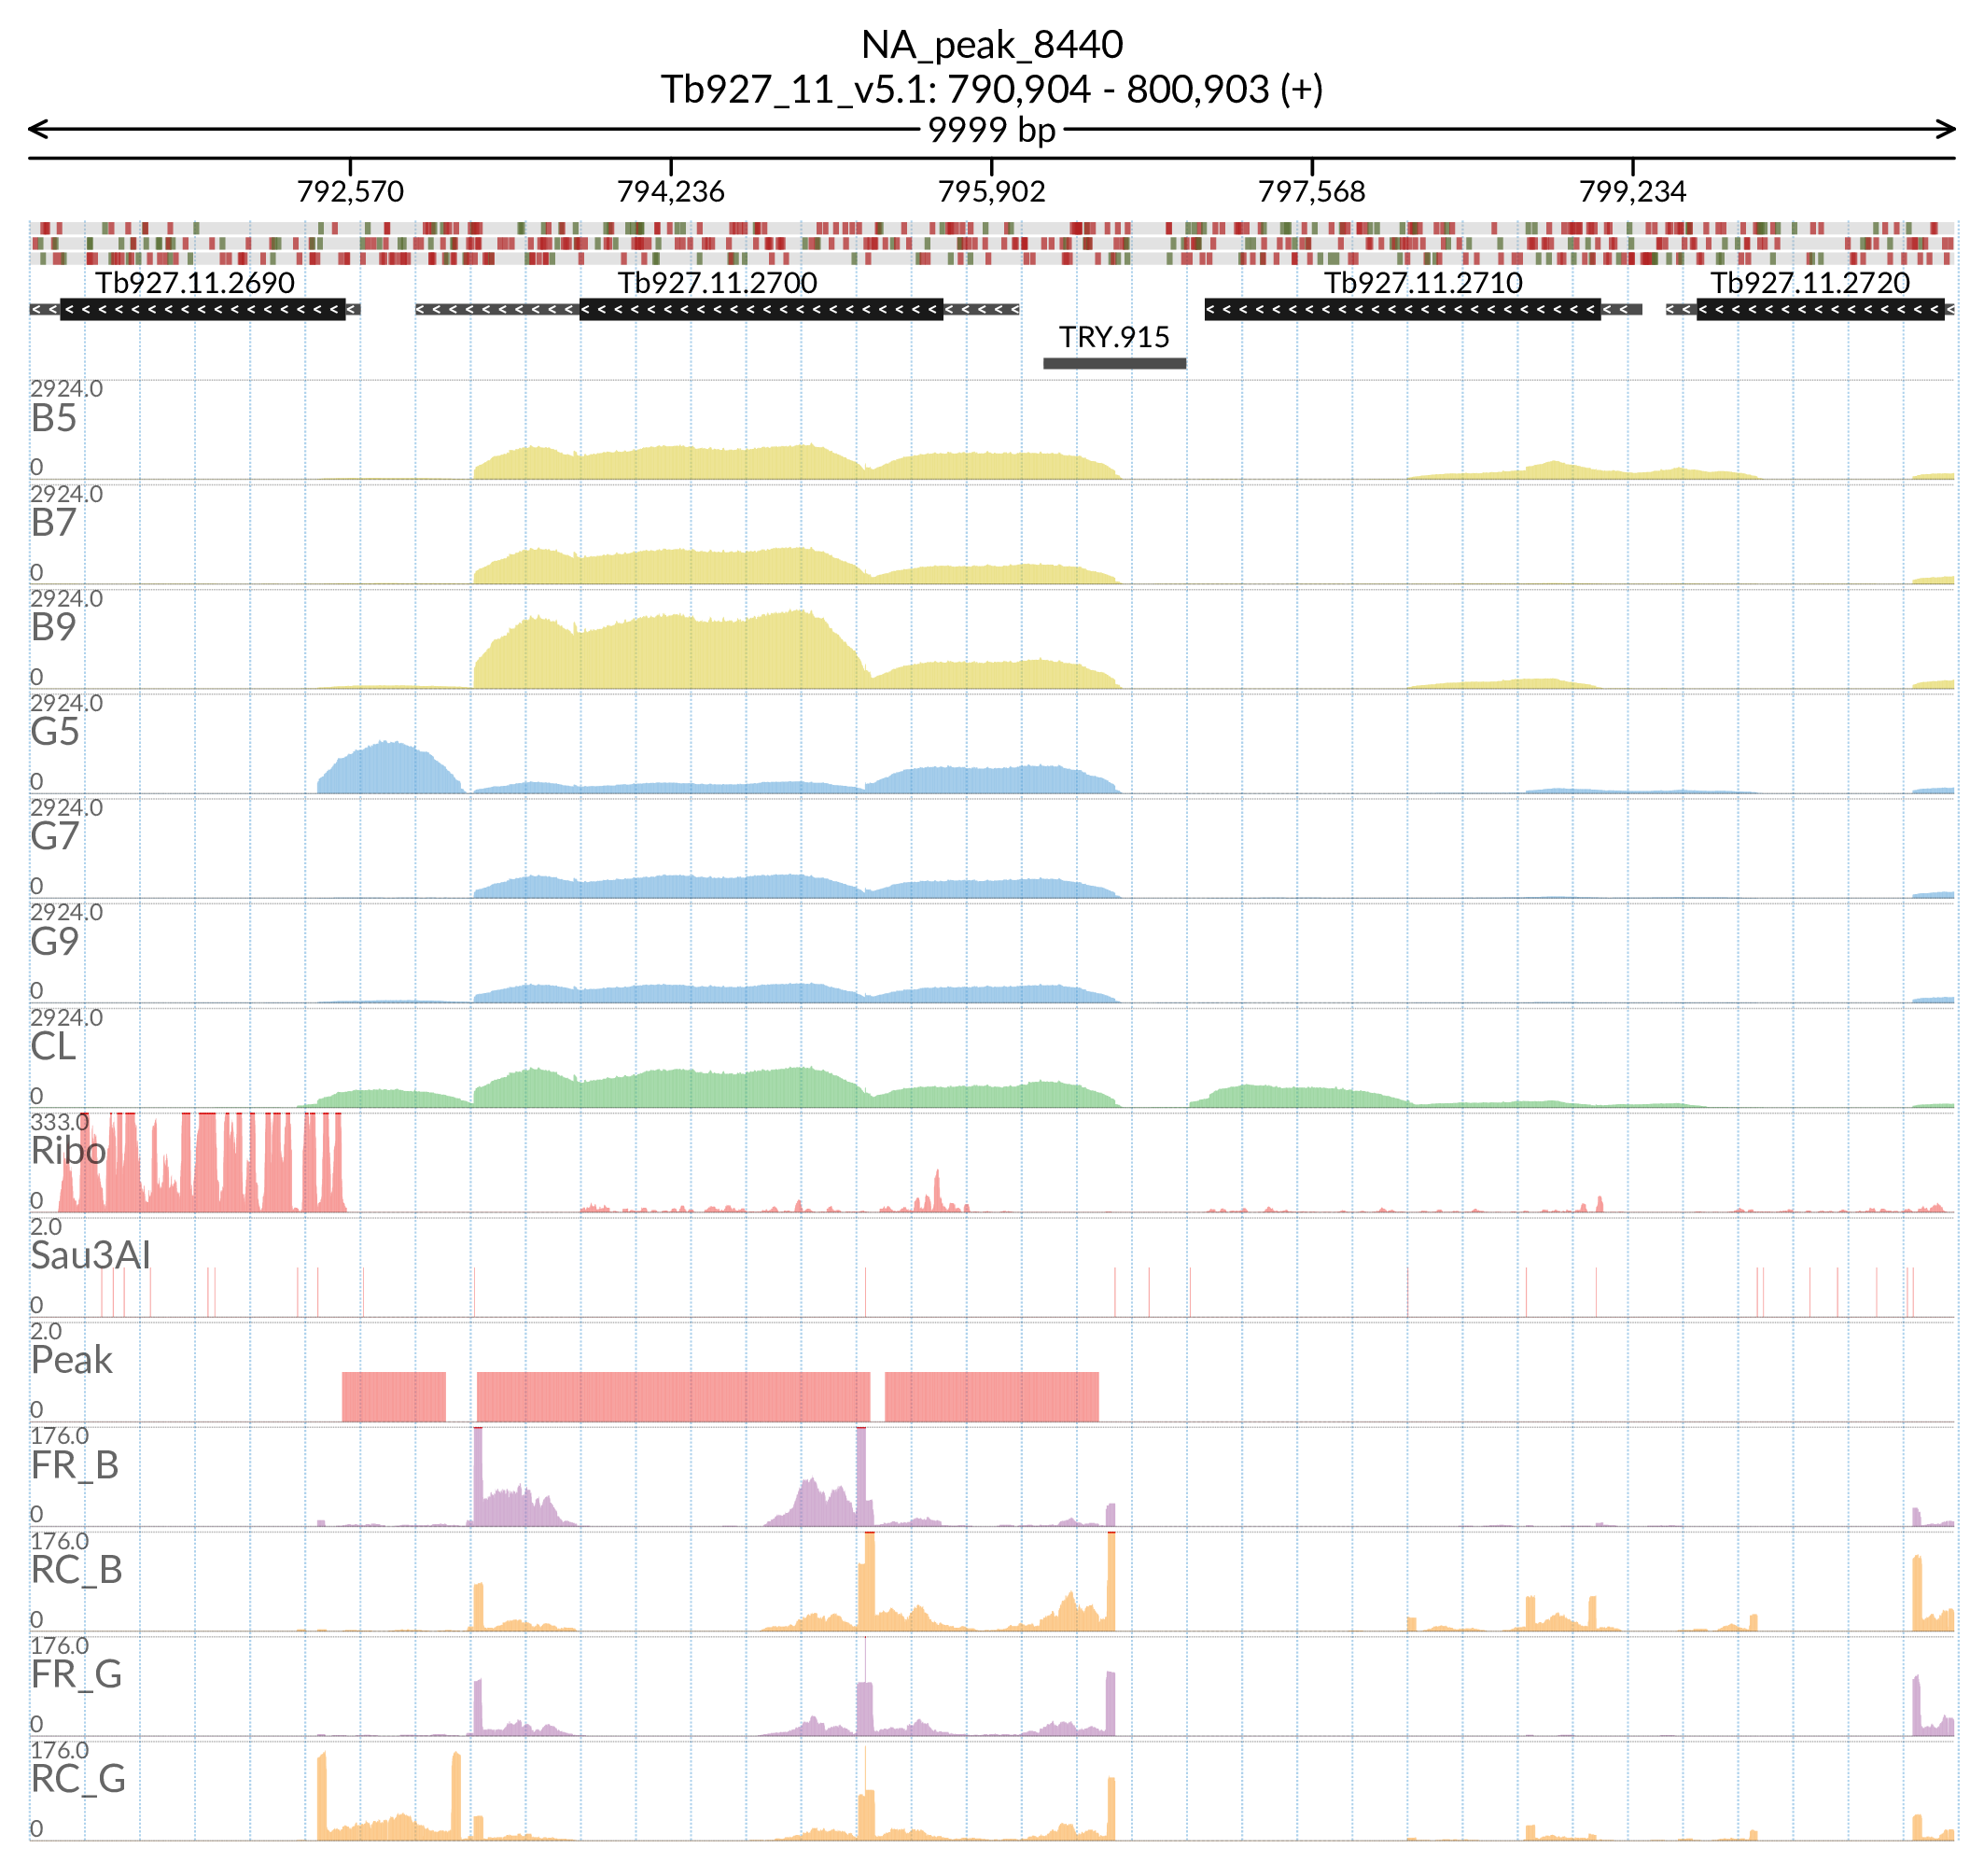 NA_peak_8440
Tb927_11_v5.1: 790,904 - 800,903 (+)
9999 bp
792,570 794,236 795,902 797,568 799,234
Tb927.11.2690 Tb927.11.2700 Tb927.11.2710 Tb927.11.2720
TRY.915
2924.0
B5
0
2924.0
B7
0
2924.0
B9
0
2924.0
G5
0
2924.0
G7
0
2924.0
G9
0
2924.0
CL
0
333.0
Ribo
0
2.0
Sau3AI
0
2.0
Peak
0
176.0
FR_B
0
176.0
RC_B
0
176.0
FR_G
0
176.0
RC_G
0